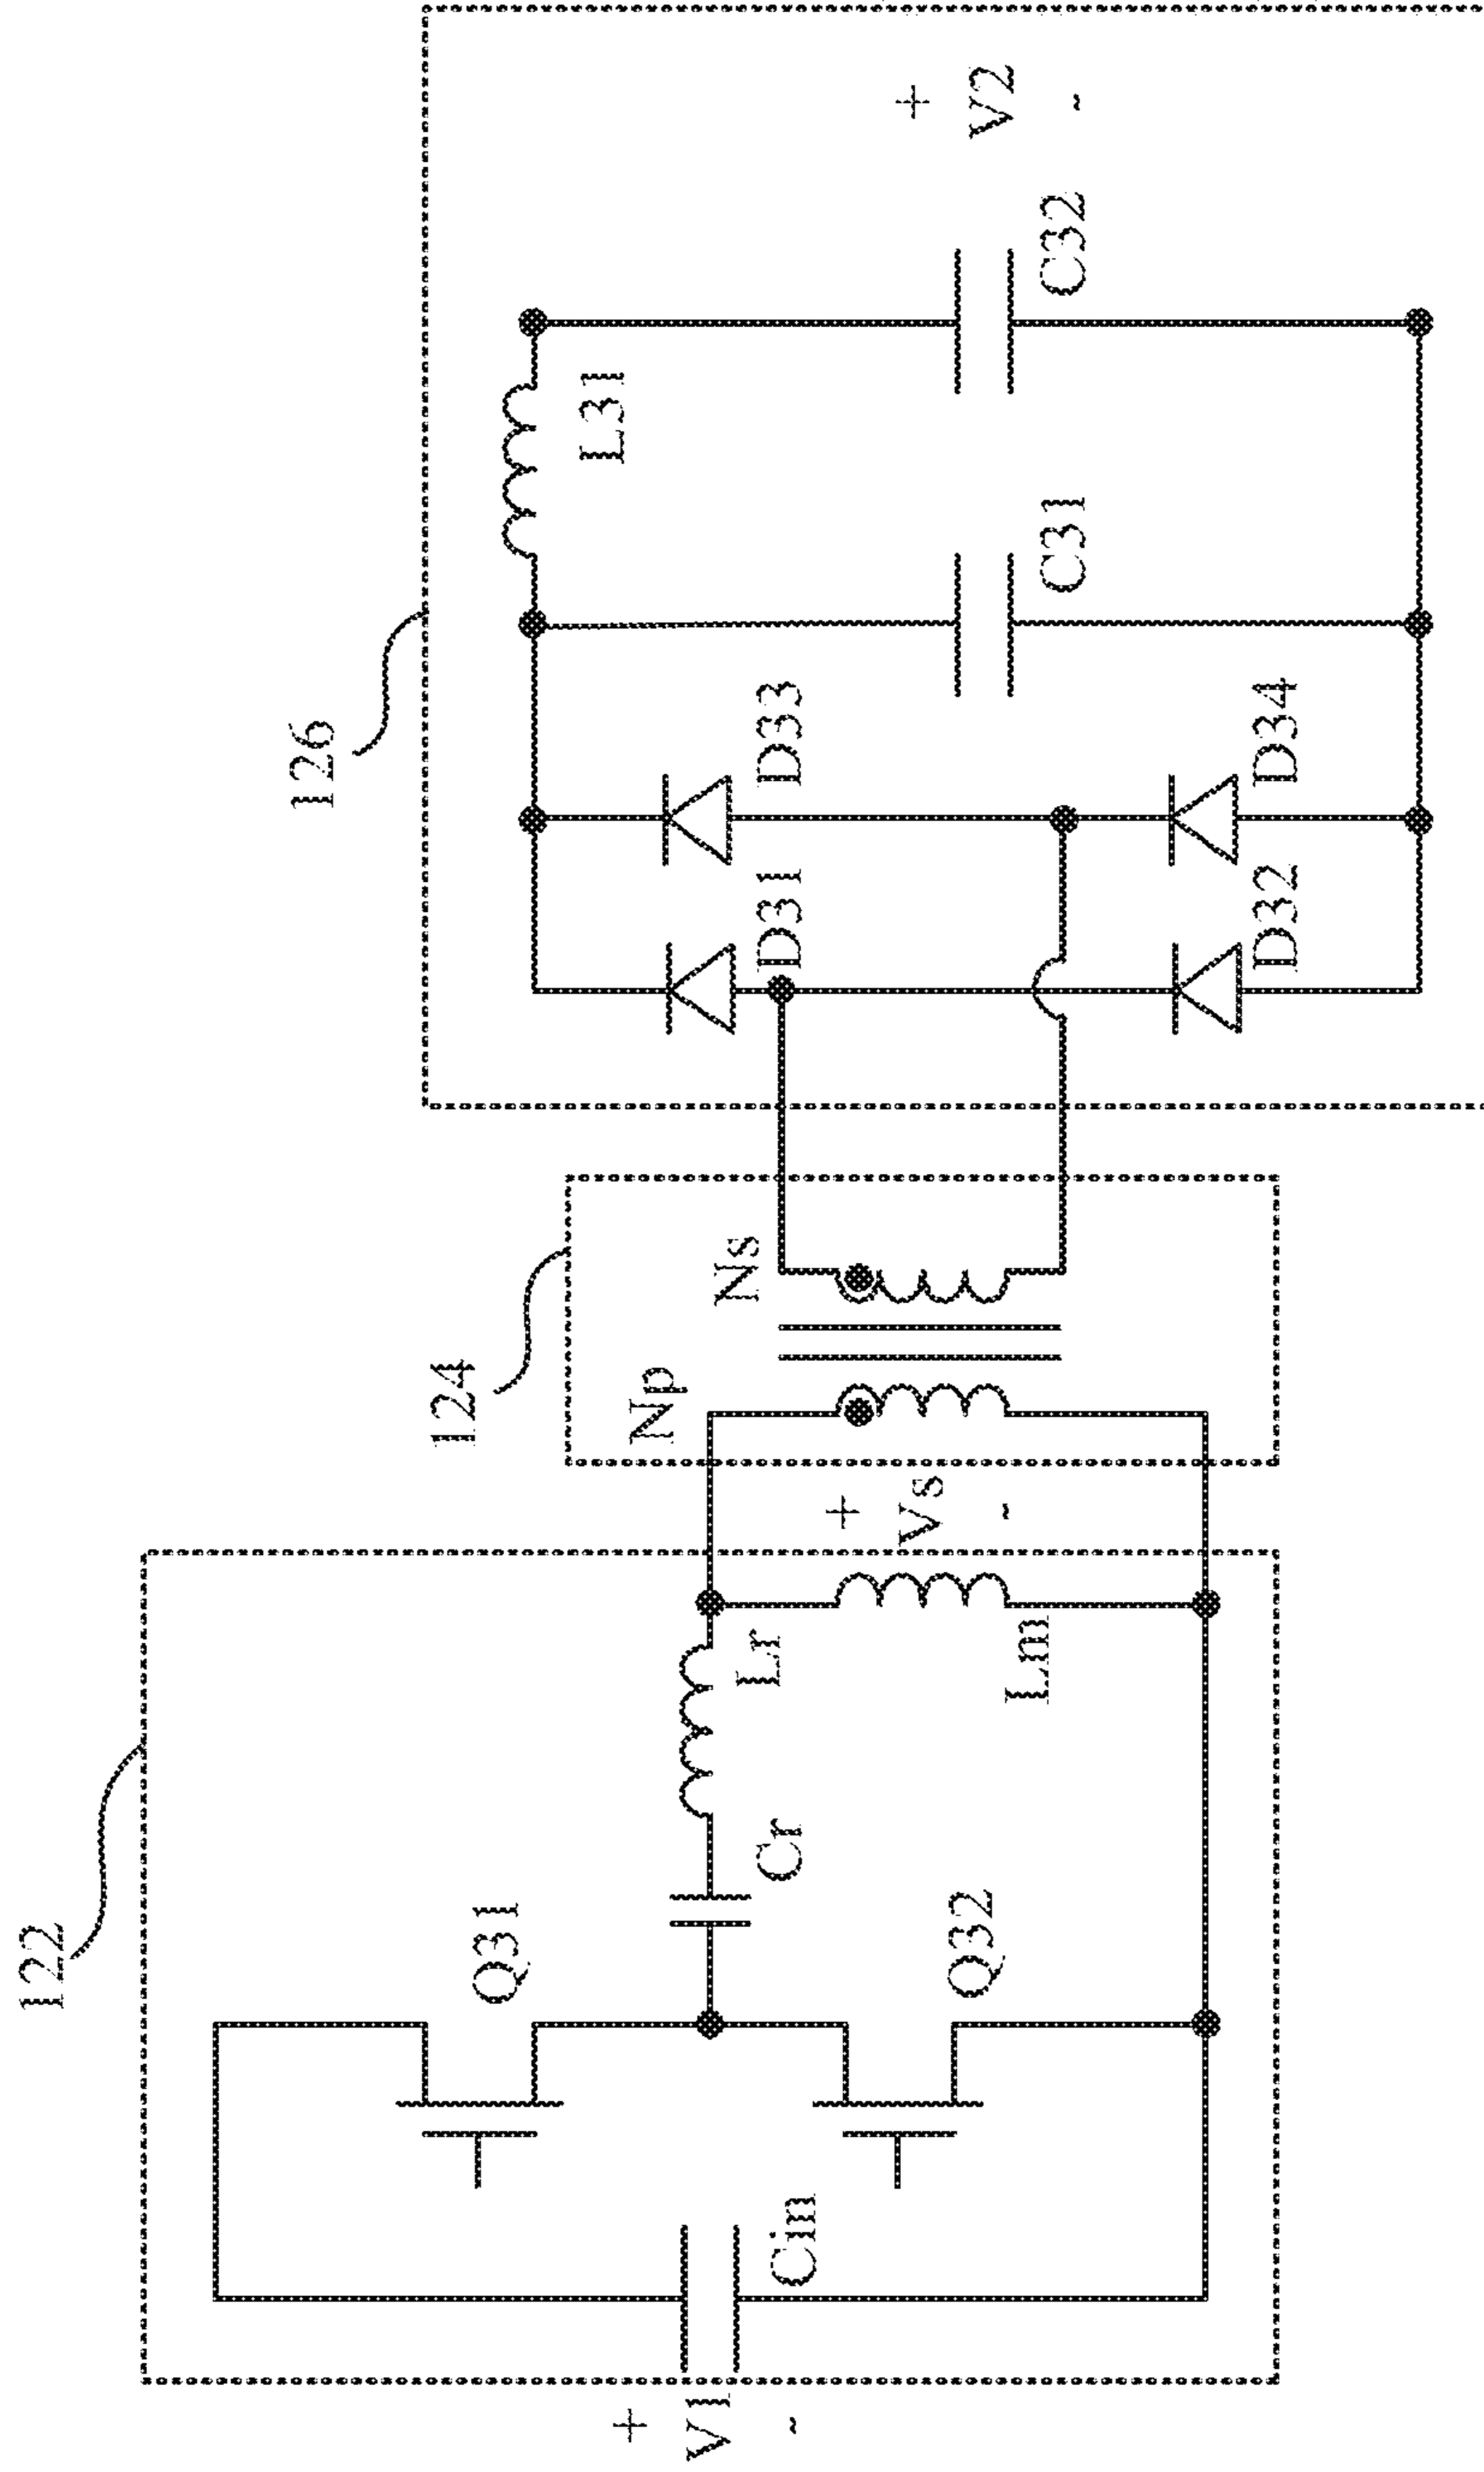 122
124
126
+
V1
-
Cin
Q31
Q32
Cr
Lr
Lm
+
Vs
-
Np
Ns
D31
D33
D32
D34
C31
L31
C32
+
V2
-